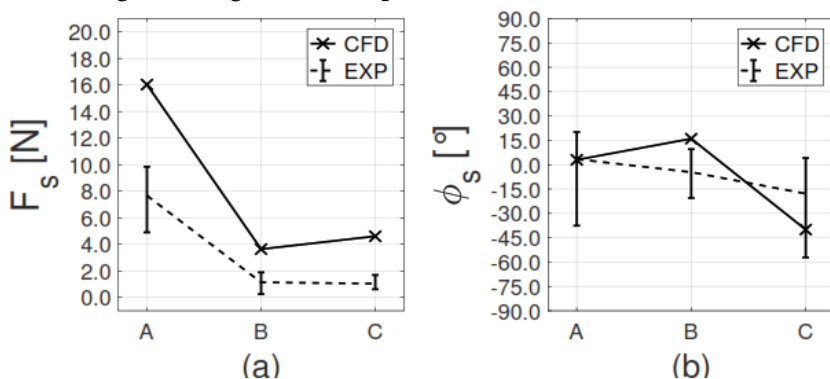 20.0
18.0
16.0
14.0
12.0
10.0
8.0
6.0
4.0
2.0
0.0
F_s [N]
CFD
EXP
A B C
(a)
90.0
75.0
60.0
45.0
30.0
15.0
0.0
-15.0
-30.0
-45.0
-60.0
-75.0
-90.0
ϕ_s [°]
CFD
EXP
A B C
(b)